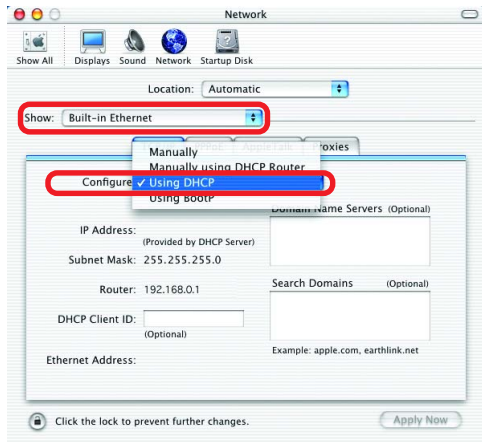 Network
Show All Displays Sound Network Startup Disk
Location: Automatic
Show: Built-in Ethernet
Proxies
Manually
Manually using DHCP Router
Configure ✓ Using DHCP
Using BootP
Domain Name Servers (Optional)
IP Address:
(Provided by DHCP Server)
Subnet Mask: 255.255.255.0
Router: 192.168.0.1
Search Domains (Optional)
DHCP Client ID:
(Optional)
Example: apple.com, earthlink.net
Ethernet Address:
Click the lock to prevent further changes.
Apply Now